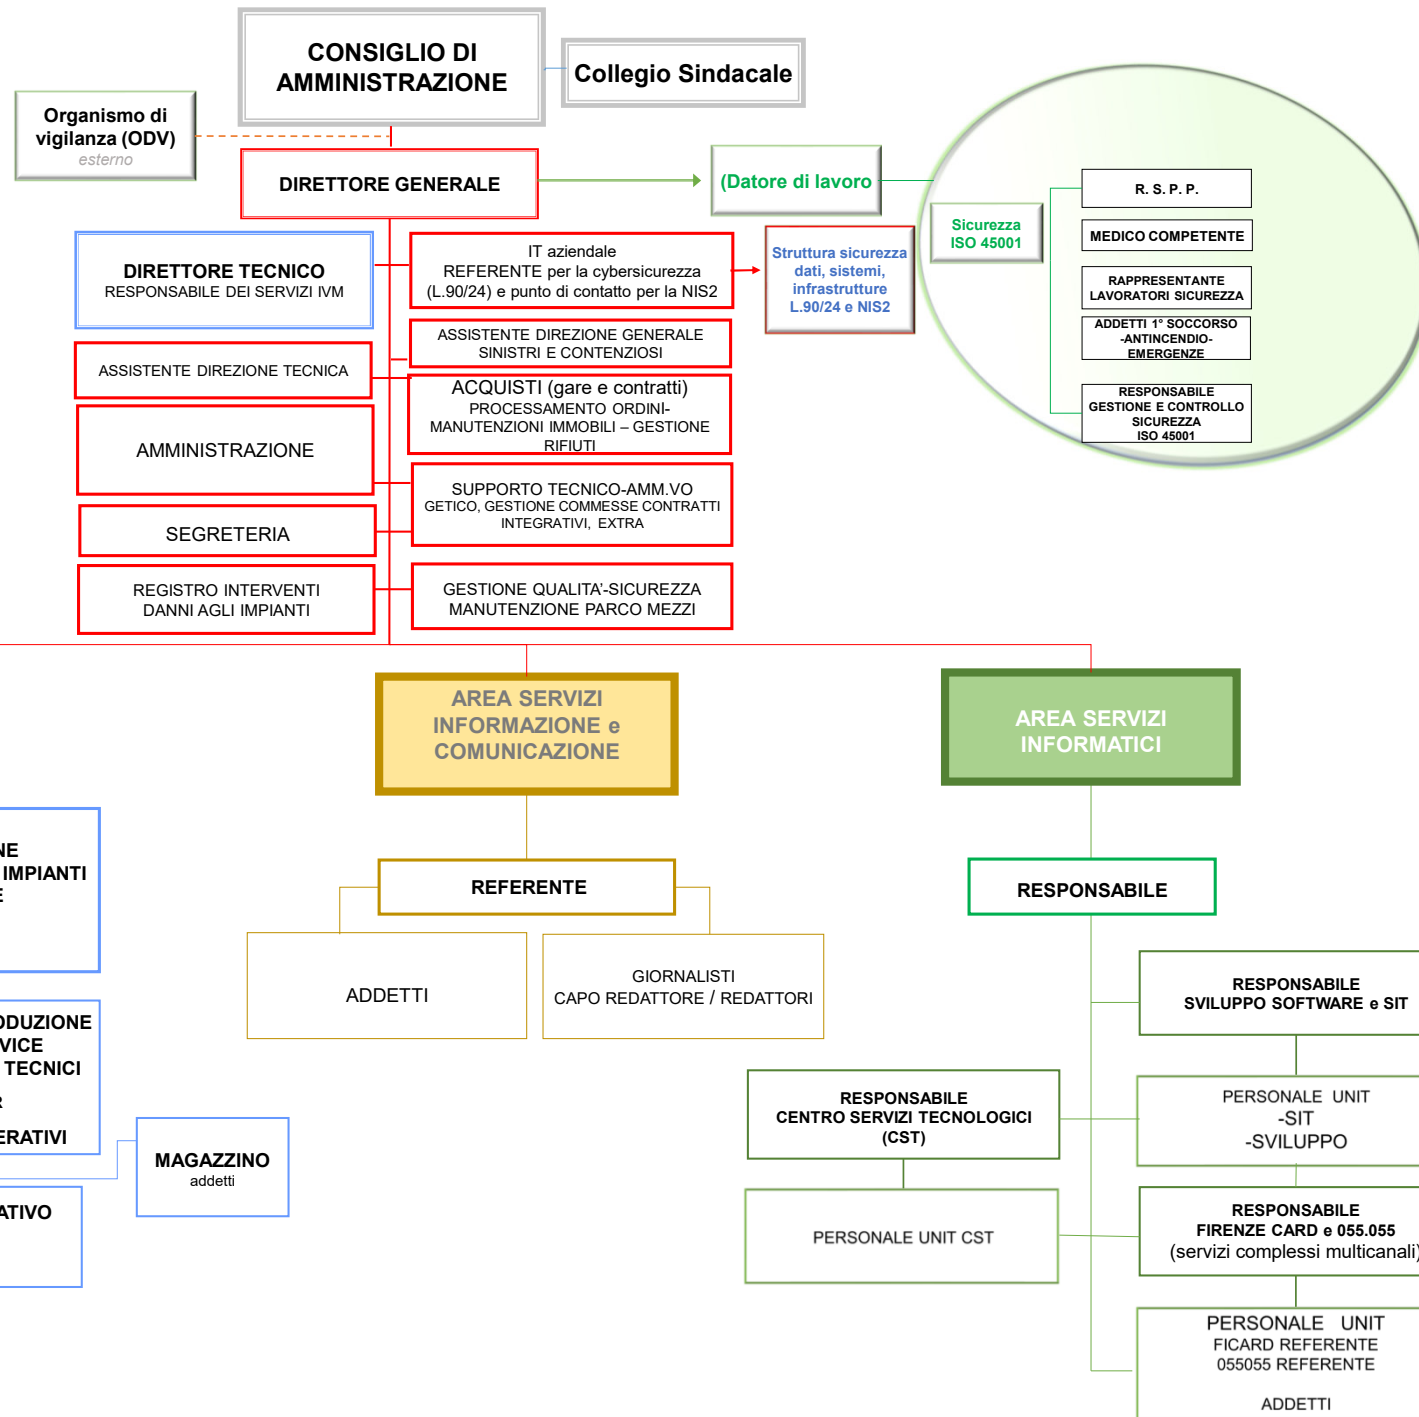 CONSIGLIO DI
AMMINISTRAZIONE
Collegio Sindacale
Organismo di
vigilanza (ODV)
esterno
DIRETTORE GENERALE
(Datore di lavoro
Sicurezza
ISO 45001
R. S. P. P.
MEDICO COMPETENTE
RAPPRESENTANTE
LAVORATORI SICUREZZA
ADDETTI 1° SOCCORSO
-ANTINCENDIO-
EMERGENZE
RESPONSABILE
GESTIONE E CONTROLLO
SICUREZZA
ISO 45001
DIRETTORE TECNICO
RESPONSABILE DEI SERVIZI IVM
IT aziendale
REFERENTE per la cybersicurezza
(L.90/24) e punto di contatto per la NIS2
Struttura sicurezza
dati, sistemi,
infrastrutture
L.90/24 e NIS2
ASSISTENTE DIREZIONE GENERALE
SINISTRI E CONTENZIOSI
ASSISTENTE DIREZIONE TECNICA
ACQUISTI (gare e contratti)
PROCESSAMENTO ORDINI-
MANUTENZIONI IMMOBILI – GESTIONE
RIFIUTI
AMMINISTRAZIONE
SUPPORTO TECNICO-AMM.VO
GETICO, GESTIONE COMMESSE CONTRATTI
INTEGRATIVI, EXTRA
SEGRETERIA
REGISTRO INTERVENTI
DANNI AGLI IMPIANTI
GESTIONE QUALITA'-SICUREZZA
MANUTENZIONE PARCO MEZZI
AREA SERVIZI
INFORMAZIONE e
COMUNICAZIONE
AREA SERVIZI
INFORMATICI
NE
IMPIANTI
E
REFERENTE
RESPONSABILE
ADDETTI
GIORNALISTI
CAPO REDATTORE / REDATTORI
RESPONSABILE
SVILUPPO SOFTWARE e SIT
ODUZIONE
VICE
TECNICI
R
ERATIVI
MAGAZZINO
addetti
ATIVO
RESPONSABILE
CENTRO SERVIZI TECNOLOGICI
(CST)
PERSONALE UNIT
-SIT
-SVILUPPO
PERSONALE UNIT CST
RESPONSABILE
FIRENZE CARD e 055.055
(servizi complessi multicanali)
PERSONALE UNIT
FICARD REFERENTE
055055 REFERENTE
ADDETTI